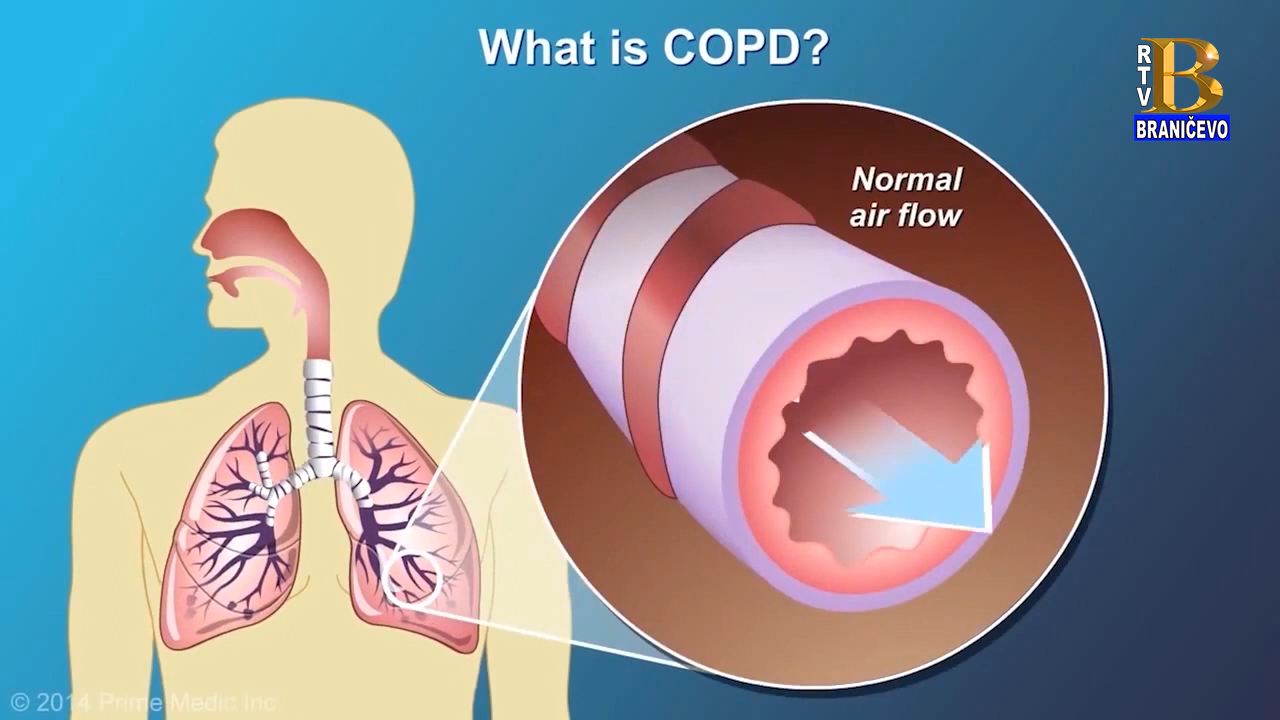 What is COPD?
R
T
V
B
BRANIČEVO
Normal
air flow
© 2014 Prime Medic Inc